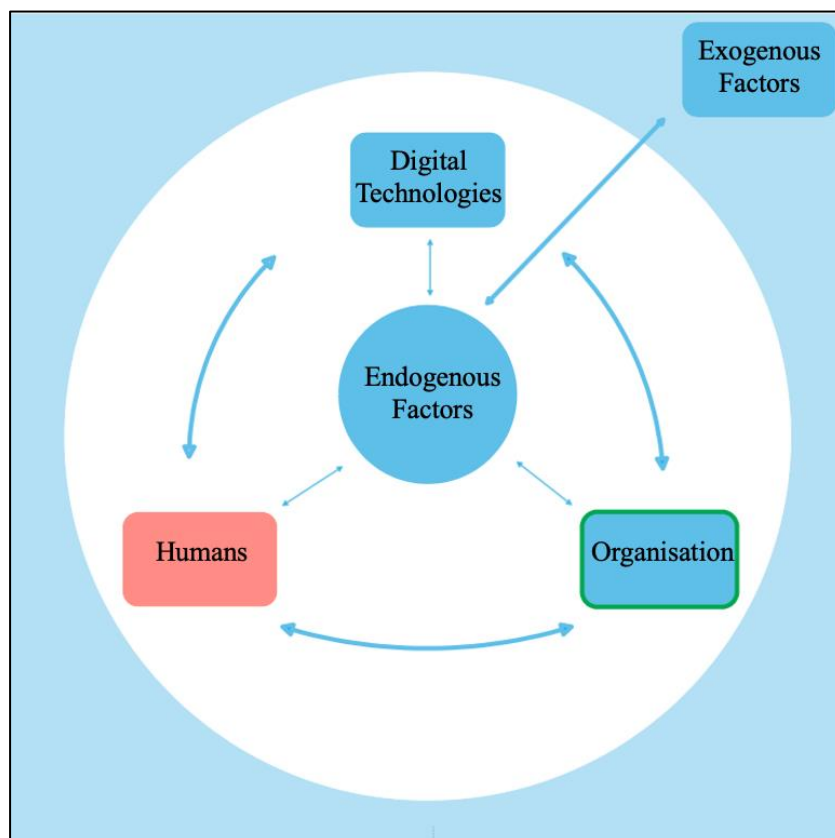 Exogenous
Factors
Digital
Technologies
Endogenous
Factors
Humans
Organisation